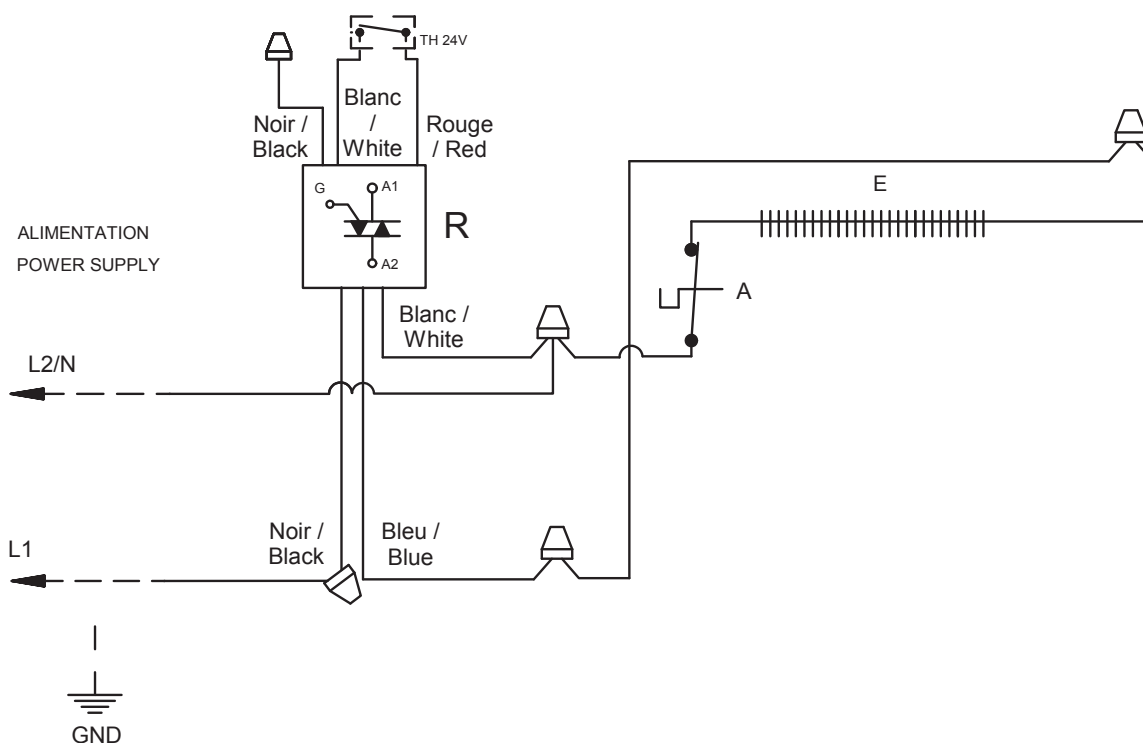 TH 24V
Noir /
Black
Blanc
/
White
Rouge
/ Red
G
A1
A2
R
ALIMENTATION
POWER SUPPLY
E
A
Blanc /
White
L2/N
Noir /
Black
Bleu /
Blue
L1
GND